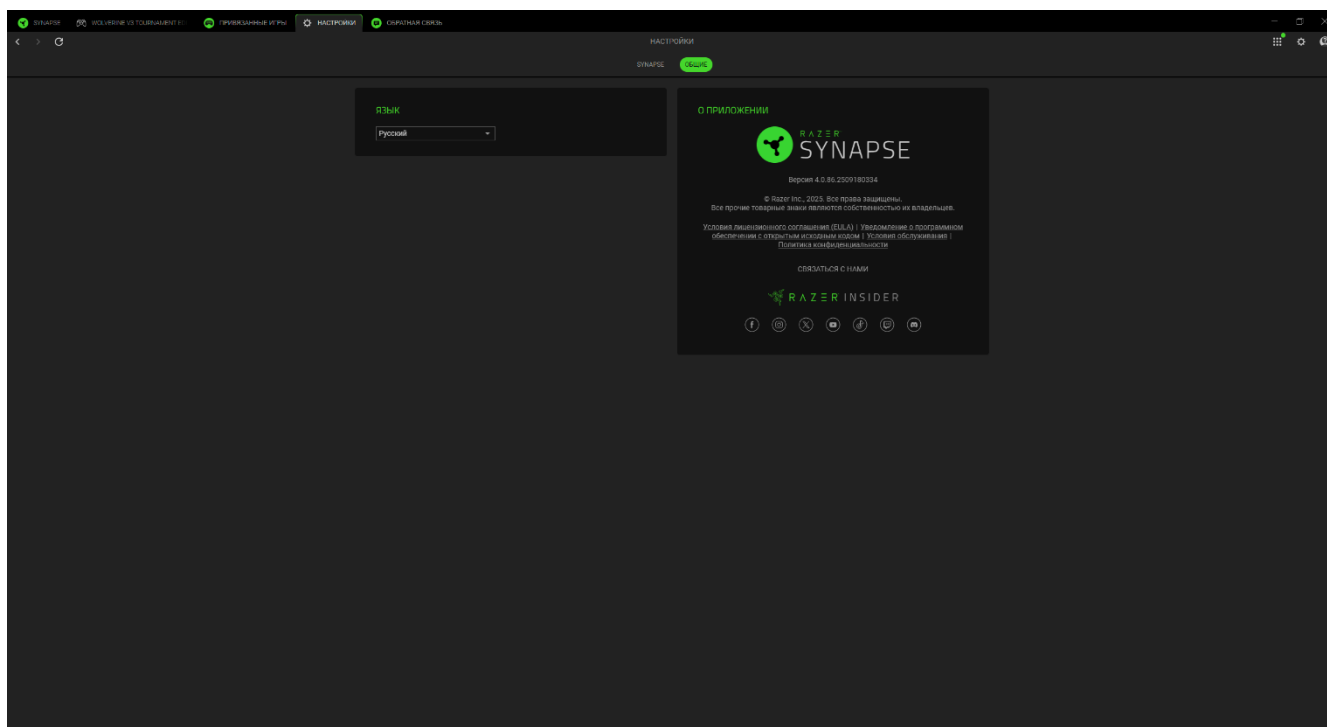 SYNAPSE
WOLVERINE V3 TOURNAMENT ED
ПРИВЯЗАННЫЕ ИГРЫ
НАСТРОЙКИ
ОБРАТНАЯ СВЯЗЬ
НАСТРОЙКИ
SYNAPSE
ОБЩИЕ
ЯЗЫК
Русский
О ПРИЛОЖЕНИИ
RAZER
SYNAPSE
Версия 4.0.86.2509180334
© Razer Inc., 2025. Все права защищены.
Все прочие товарные знаки являются собственностью их владельцев.
Условия лицензионного соглашения (EULA) | Уведомление о программном
обеспечении с открытым исходным кодом | Условия обслуживания |
Политика конфиденциальности
СВЯЗАТЬСЯ С НАМИ
RAZER INSIDER